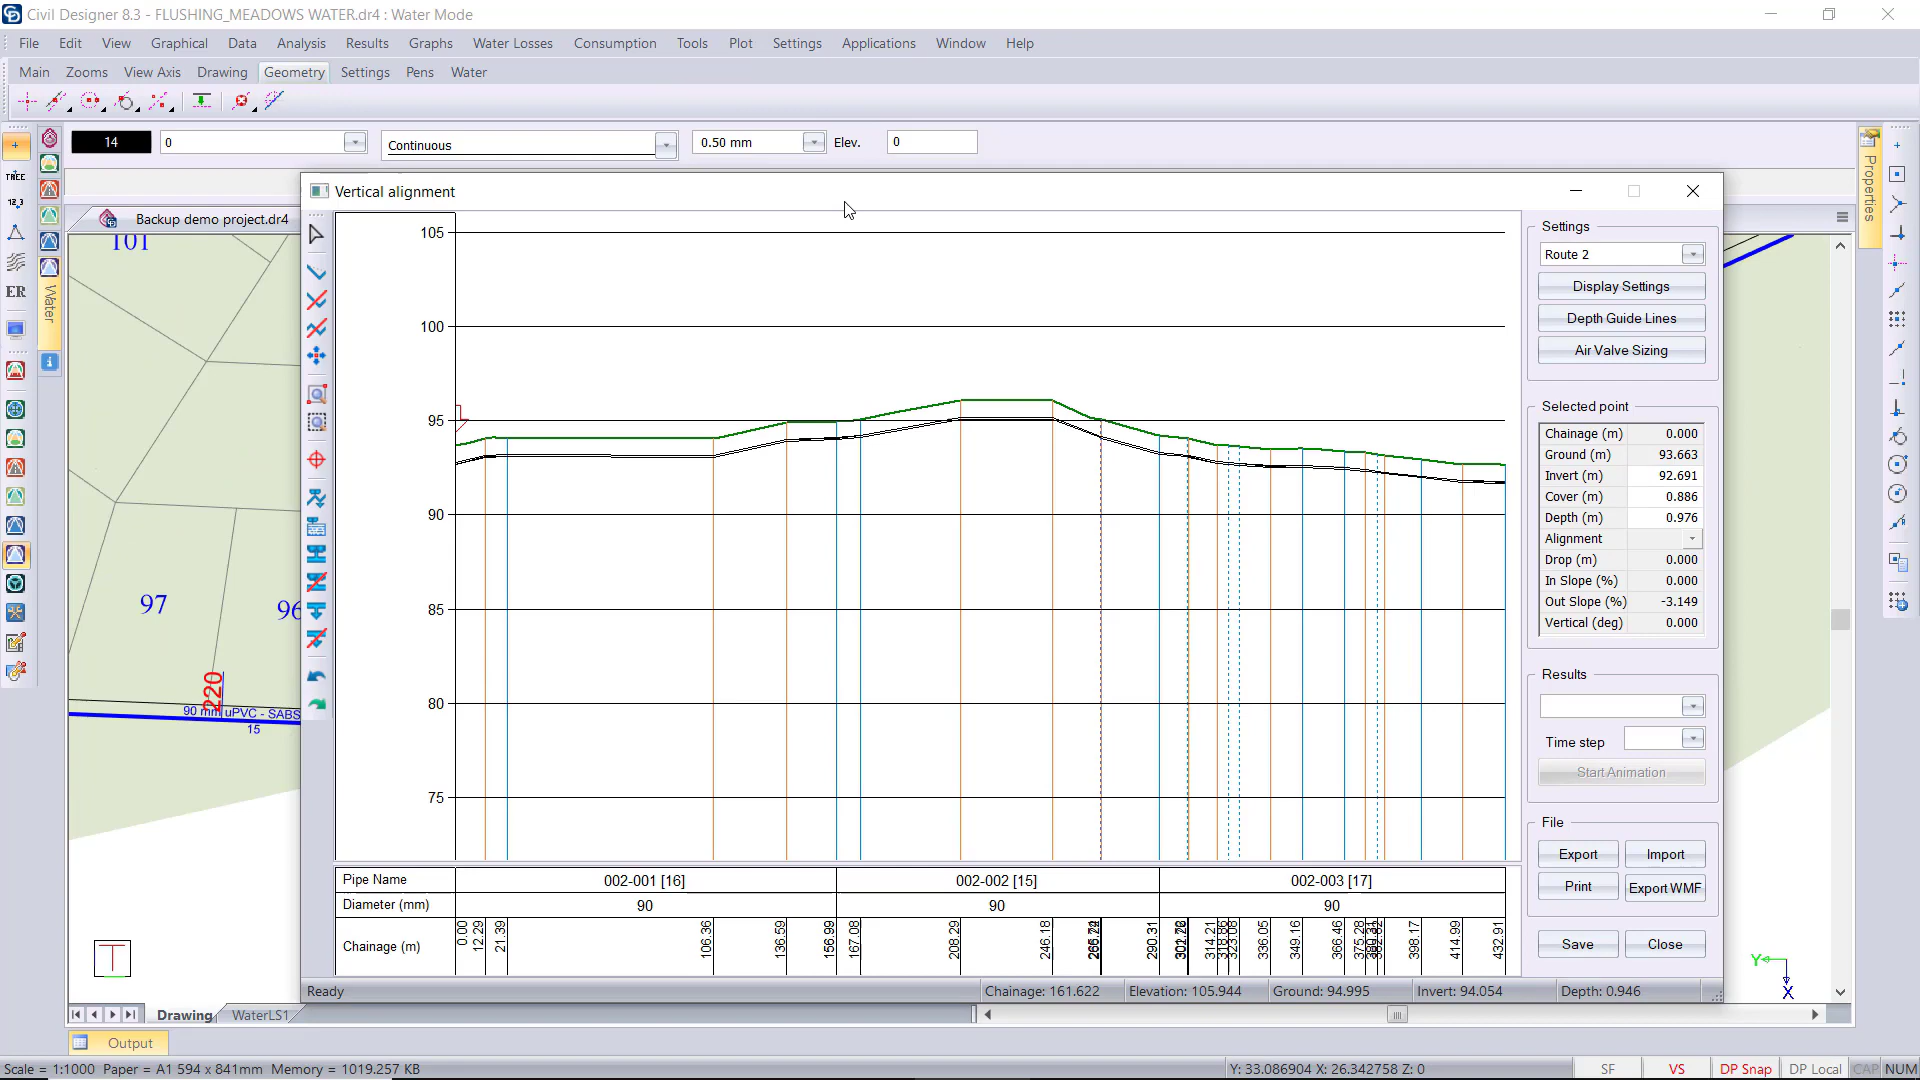 Civil Designer 8.3 - FLUSHING_MEADOWS WATER.dr4 : Water Mode
File Edit View Graphical Data Analysis Results Graphs Water Losses Consumption Tools Plot Settings Applications Window Help
Main Zooms View Axis Drawing Geometry Settings Pens Water
14 0 Continuous 0.50 mm Elev. 0
TREE
ER
Water
Properties
Backup demo project.dr4
101
97
96
220
90 mm uPVC - SABS
15
Vertical alignment
105
100
95
90
85
80
75
Settings
Route 2
Display Settings
Depth Guide Lines
Air Valve Sizing
Selected point
Chainage (m) 0.000
Ground (m) 93.663
Invert (m) 92.691
Cover (m) 0.886
Depth (m) 0.976
Alignment
Drop (m) 0.000
In Slope (%) 0.000
Out Slope (%) -3.149
Vertical (deg) 0.000
Results
Time step
Start Animation
File
Export Import
Print Export WMF
Save Close
Pipe Name 002-001 [16] 002-002 [15] 002-003 [17]
Diameter (mm) 90 90 90
Chainage (m) 0.00 12.29 21.39 106.36 136.59 156.99 167.08 208.29 246.18 290.31 314.21 323.08 336.05 349.16 366.46 375.28 398.17 414.99 432.91
Ready Chainage: 161.622 Elevation: 105.944 Ground: 94.995 Invert: 94.054 Depth: 0.946
T
Y
X
Drawing WaterLS1
Output
Scale = 1:1000 Paper = A1 594 x 841mm Memory = 1019.257 KB Y: 33.086904 X: 26.342758 Z: 0 SF VS DP Snap DP Local CAP NUM